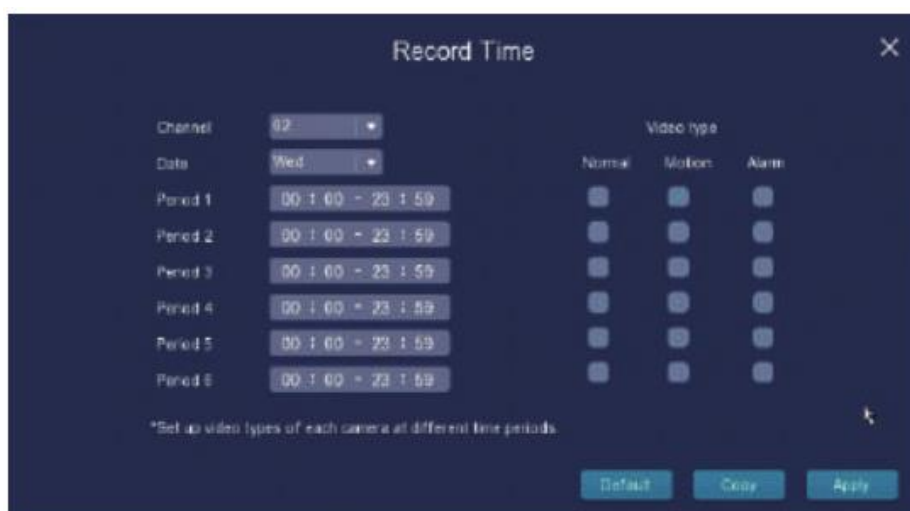 Record Time
Channel 02
Video type
Date Wed
Normal Motion Alarm
Period 1 00 : 00 - 23 : 59
Period 2 00 : 00 - 23 : 59
Period 3 00 : 00 - 23 : 59
Period 4 00 : 00 - 23 : 59
Period 5 00 : 00 - 23 : 59
Period 6 00 : 00 - 23 : 59
*Set up video types of each camera at different time periods.
Default Copy Apply